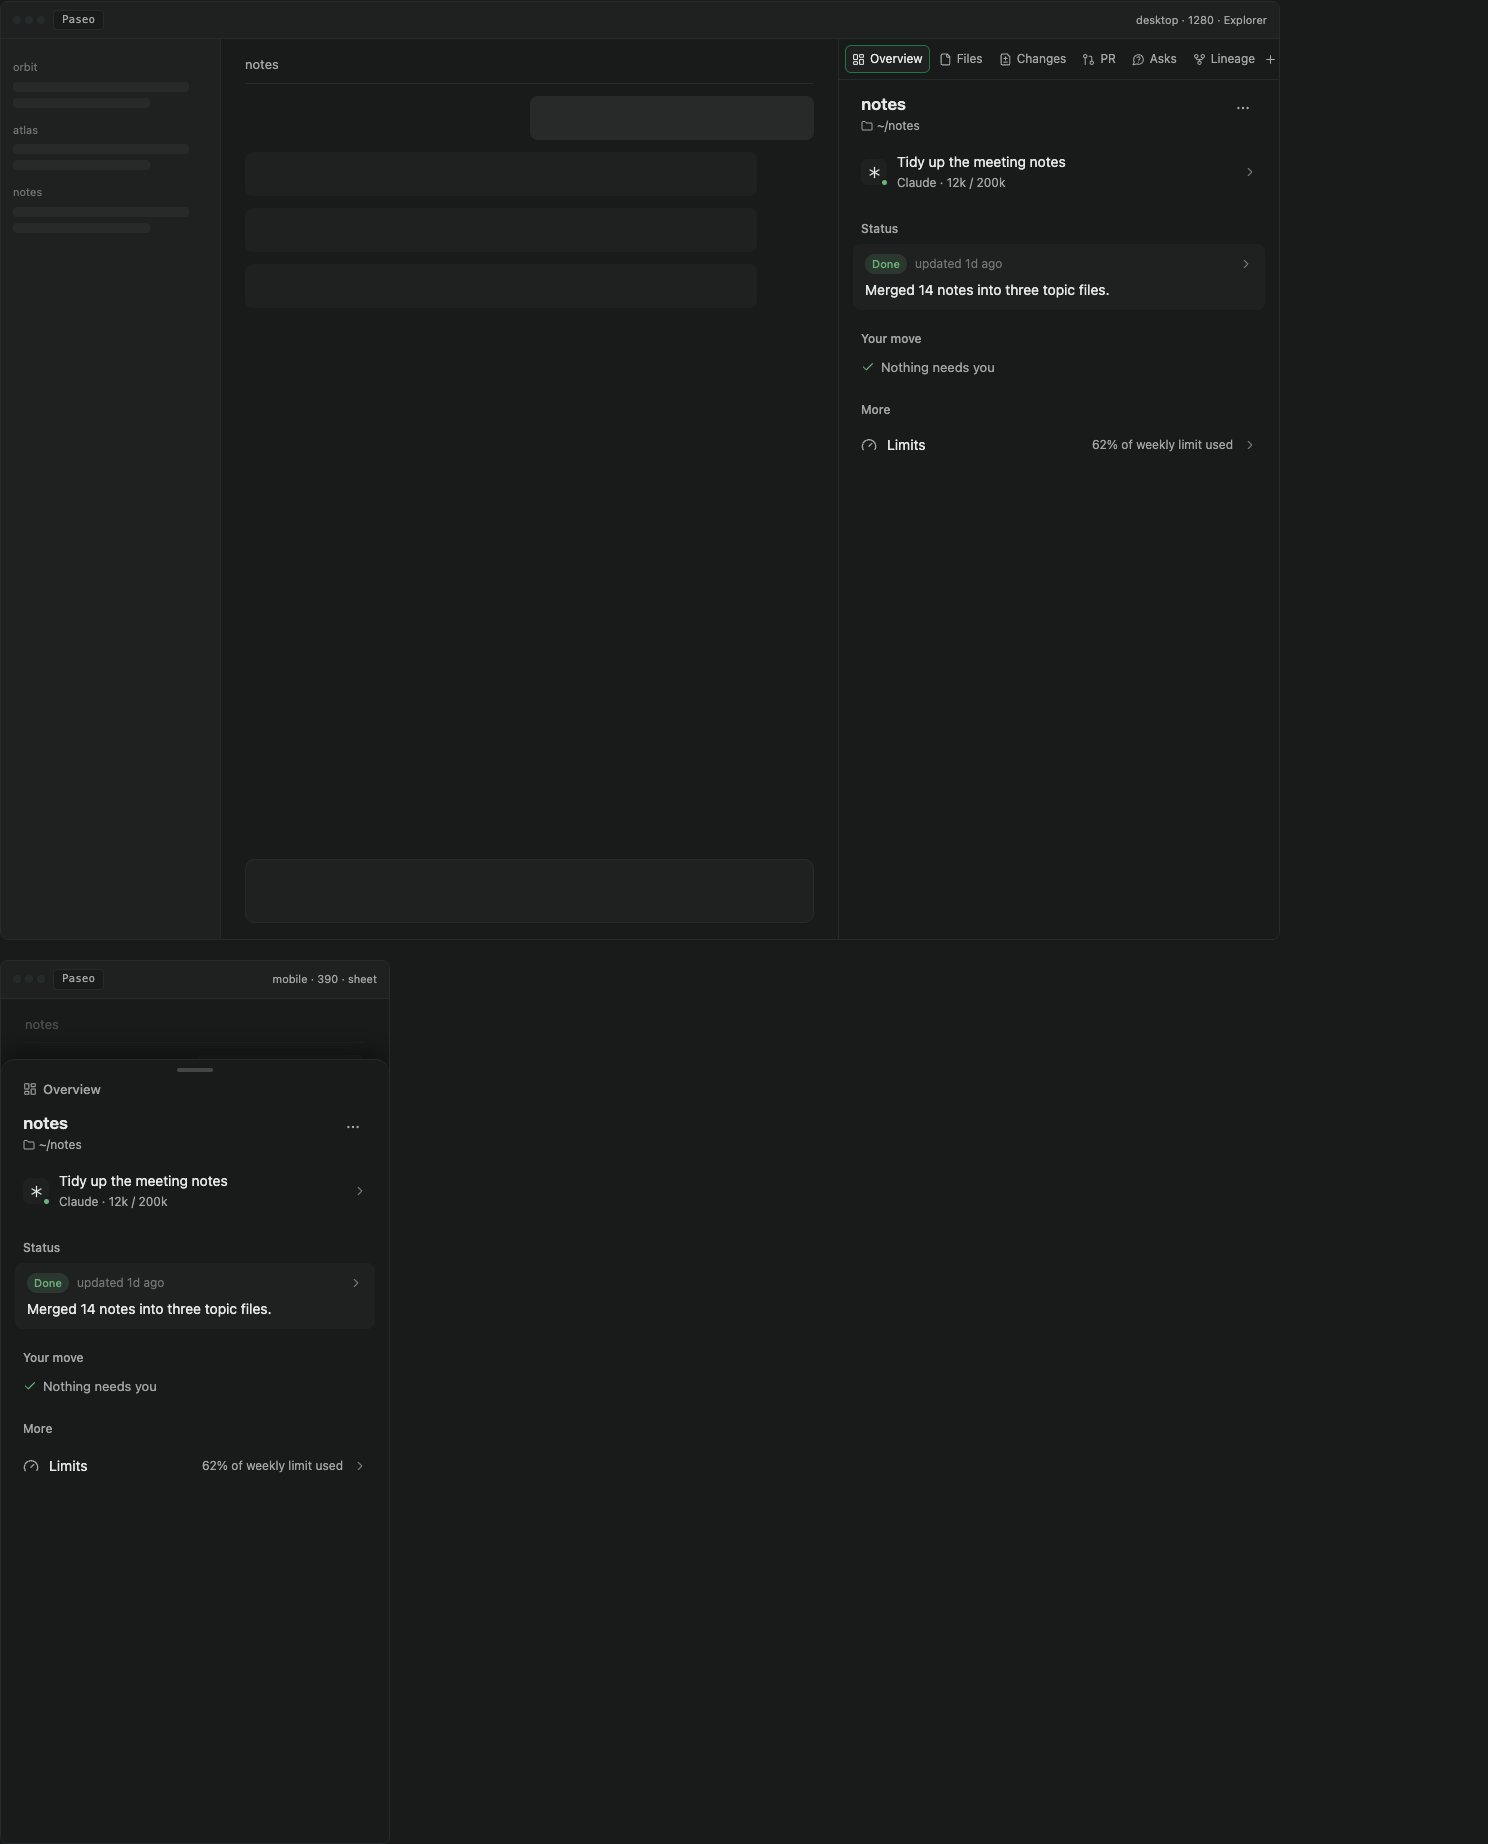 Paseo
desktop · 1280 · Explorer
orbit
atlas
notes
notes
Overview Files Changes PR Asks Lineage +
notes
~/notes
Tidy up the meeting notes
Claude · 12k / 200k
Status
Done updated 1d ago
Merged 14 notes into three topic files.
Your move
Nothing needs you
More
Limits 62% of weekly limit used
Paseo
mobile · 390 · sheet
notes
Overview
notes
~/notes
Tidy up the meeting notes
Claude · 12k / 200k
Status
Done updated 1d ago
Merged 14 notes into three topic files.
Your move
Nothing needs you
More
Limits 62% of weekly limit used